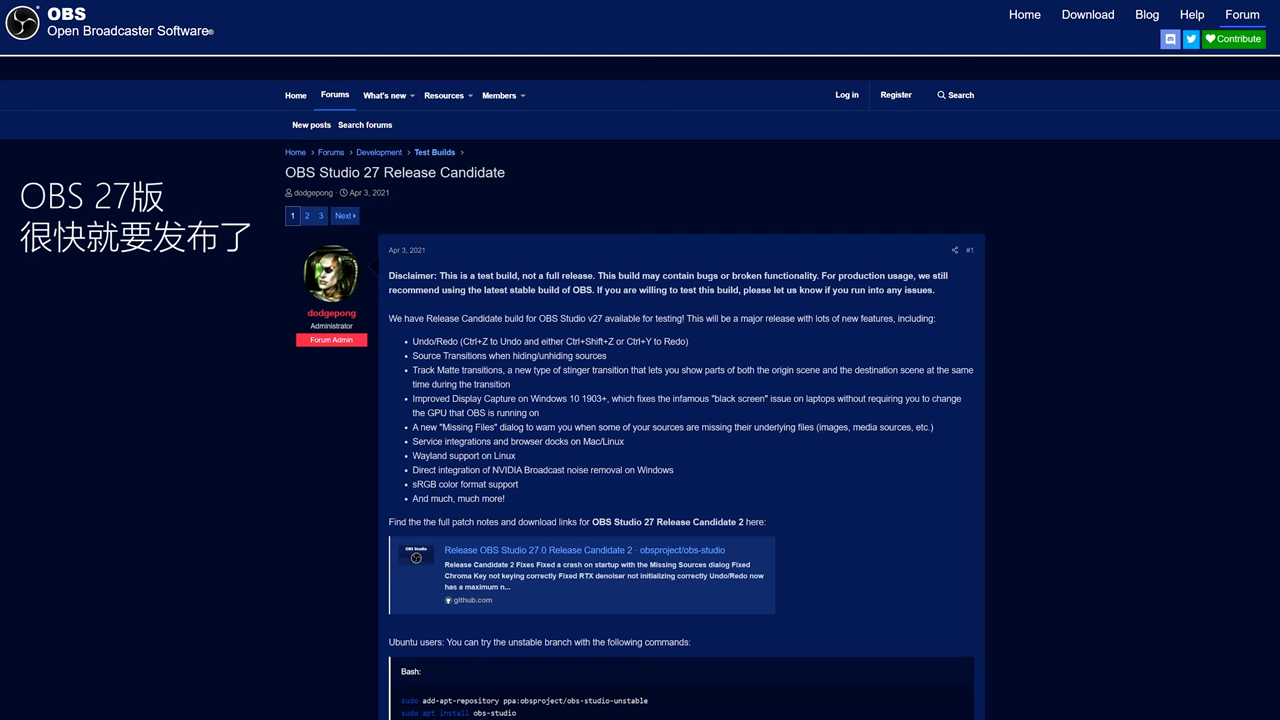 OBS
Open Broadcaster Software®
Home Download Blog Help Forum
Contribute
Home Forums What's new Resources Members Log in Register Search
New posts Search forums
Home > Forums > Development > Test Builds >
OBS Studio 27 Release Candidate
dodgepong · Apr 3, 2021
1 2 3 Next
OBS 27版
很快就要发布了
dodgepong
Administrator
Forum Admin
Apr 3, 2021 #1
Disclaimer: This is a test build, not a full release. This build may contain bugs or broken functionality. For production usage, we still
recommend using the latest stable build of OBS. If you are willing to test this build, please let us know if you run into any issues.
We have Release Candidate build for OBS Studio v27 available for testing! This will be a major release with lots of new features, including:
• Undo/Redo (Ctrl+Z to Undo and either Ctrl+Shift+Z or Ctrl+Y to Redo)
• Source Transitions when hiding/unhiding sources
• Track Matte transitions, a new type of stinger transition that lets you show parts of both the origin scene and the destination scene at the same
time during the transition
• Improved Display Capture on Windows 10 1903+, which fixes the infamous "black screen" issue on laptops without requiring you to change
the GPU that OBS is running on
• A new "Missing Files" dialog to warn you when some of your sources are missing their underlying files (images, media sources, etc.)
• Service integrations and browser docks on Mac/Linux
• Wayland support on Linux
• Direct integration of NVIDIA Broadcast noise removal on Windows
• sRGB color format support
• And much, much more!
Find the the full patch notes and download links for OBS Studio 27 Release Candidate 2 here:
OBS Studio
Release OBS Studio 27.0 Release Candidate 2 · obsproject/obs-studio
Release Candidate 2 Fixes Fixed a crash on startup with the Missing Sources dialog Fixed
Chroma Key not keying correctly Fixed RTX denoiser not initializing correctly Undo/Redo now
has a maximum n...
github.com
Ubuntu users: You can try the unstable branch with the following commands:
Bash:
sudo add-apt-repository ppa:obsproject/obs-studio-unstable
sudo apt install obs-studio